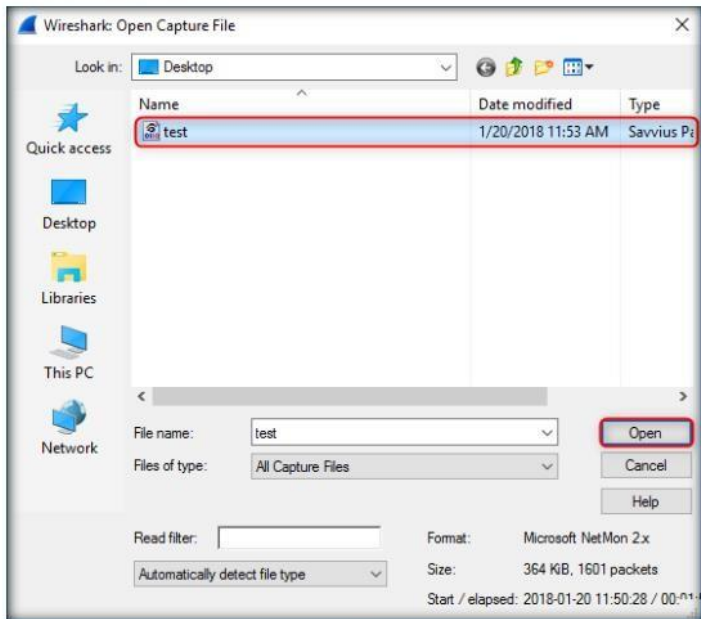 Wireshark: Open Capture File
Look in: Desktop
Name Date modified Type
test 1/20/2018 11:53 AM Savvius Pa
Quick access
Desktop
Libraries
This PC
Network
File name: test Open
Files of type: All Capture Files Cancel
Help
Read filter: Format: Microsoft NetMon 2.x
Automatically detect file type Size: 364 KiB, 1601 packets
Start / elapsed: 2018-01-20 11:50:28 /